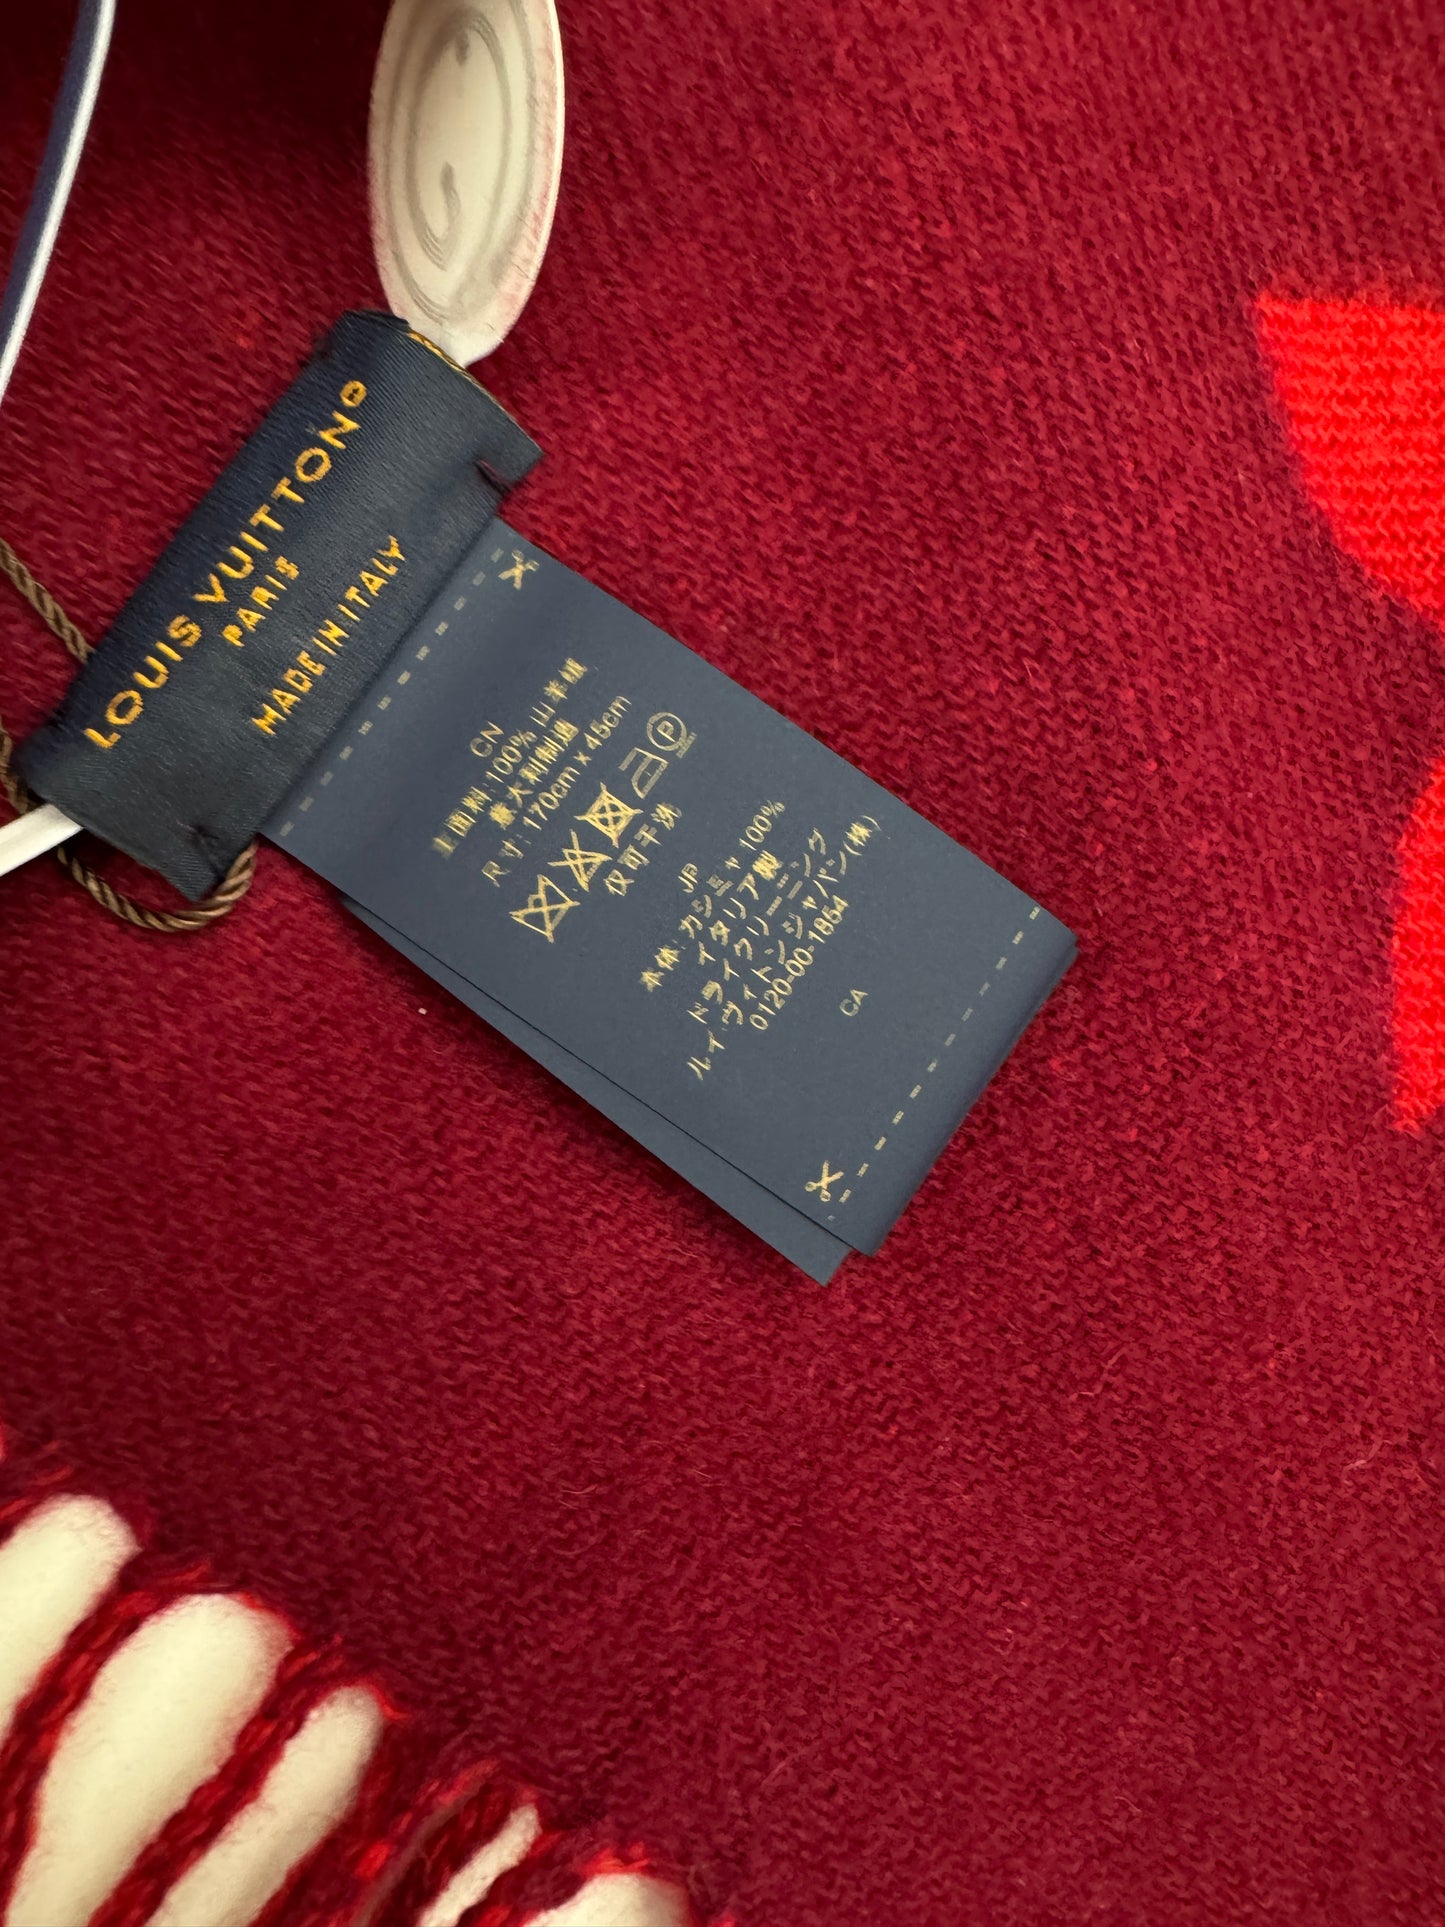 LOUIS VUITTON®
PARIS
MADE IN ITALY
CN
主面料: 100% 山羊绒
意大利制造
尺寸: 170cm x 45cm
P
仅可干洗
JP
本体: カシミヤ 100%
イタリア製
ドライクリーニング
ルイ･ヴィトンジャパン(株)
0120-00-1854
CA